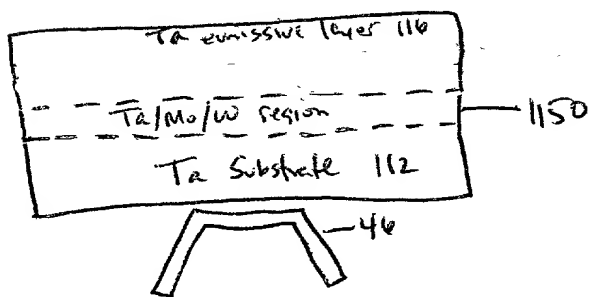 Ta emissive layer 116
Ta/Mo/W region
1150
Ta Substrate 112
46